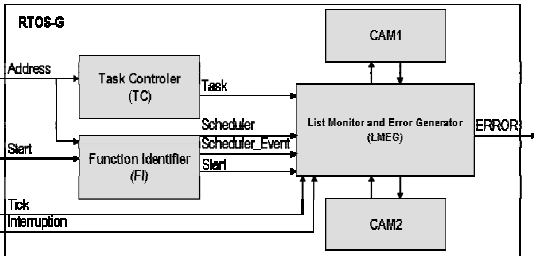 RTOS-G
CAM1
Address
Task Controler
(TC)
Task
List Monitor and Error Generator
(LMEG)
ERROR
Scheduler
Scheduler_Event
Start
Function Identifier
(FI)
Start
Tick
Interruption
CAM2